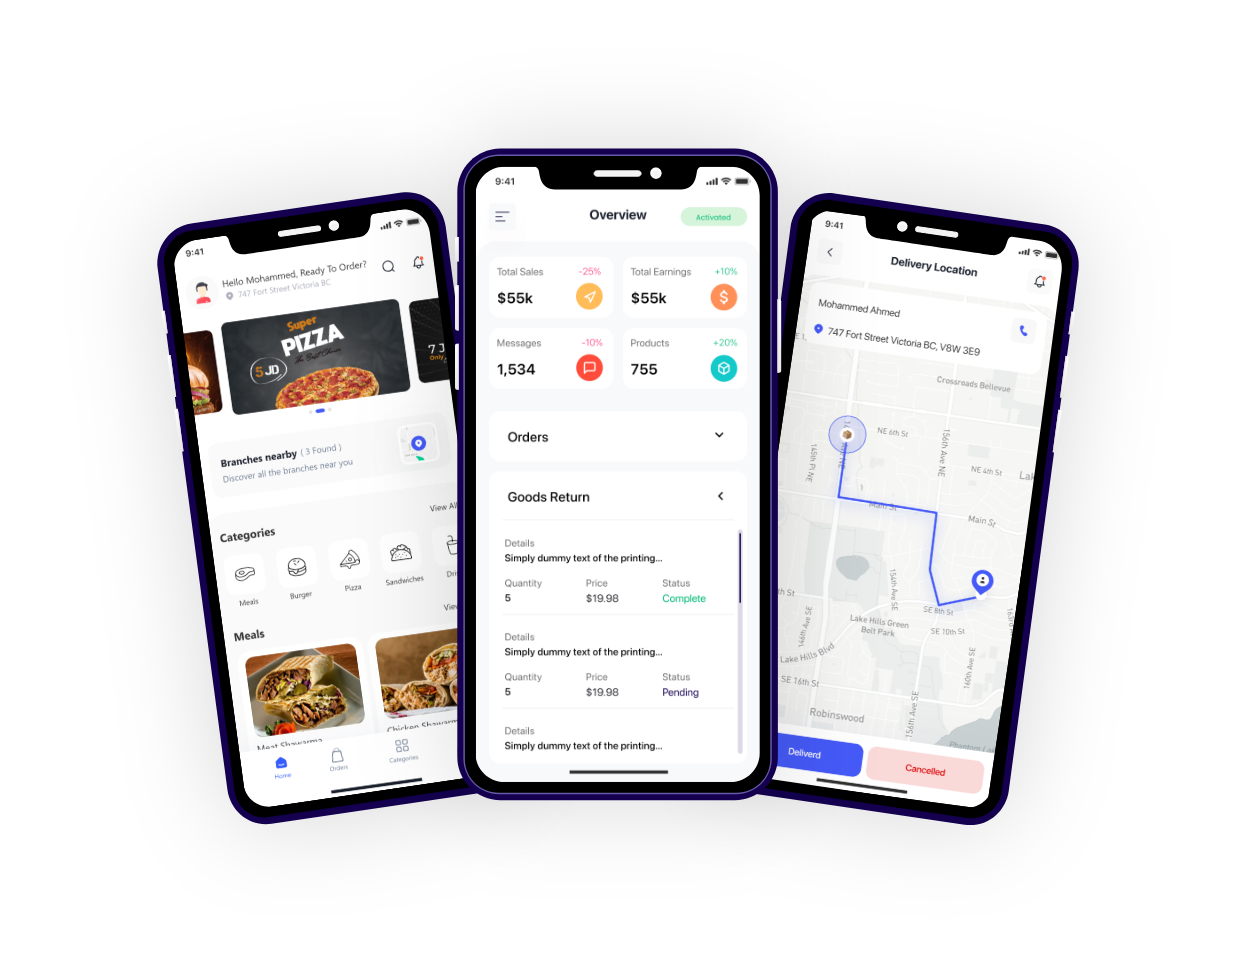 9:41
Hello Mohammed, Ready To Order?
747 Fort Street Victoria BC
Super
PIZZA
The Best Choice
5 JD
7 J
Only
Branches nearby ( 3 Found )
Discover all the branches near you
View All
Categories
Meals
Burger
Pizza
Sandwiches
Dri
View
Meals
Meat Shawarma
Chicken Shawarm
Home
Orders
Categories
9:41
Overview
Activated
Total Sales
-25%
$55k
Total Earnings
+10%
$55k
Messages
-10%
1,534
Products
+20%
755
Orders
Goods Return
Details
Simply dummy text of the printing...
Quantity Price Status
5 $19.98 Complete
Details
Simply dummy text of the printing...
Quantity Price Status
5 $19.98 Pending
Details
Simply dummy text of the printing...
9:41
Delivery Location
Mohammed Ahmed
747 Fort Street Victoria BC, V8W 3E9
Crossroads Bellevue
NE 6th St
156th Ave NE
NE 4th St
Lak
145th Pl NE
Main St
Main St
154th Ave SE
th St
146th Ave SE
SE 8th St
Lake Hills Green
Belt Park
SE 10th St
163rd
Lake Hills Blvd
160th Ave SE
SE 16th St
156th Ave SE
Robinswood
Phantom Lak
Deliverd
Cancelled